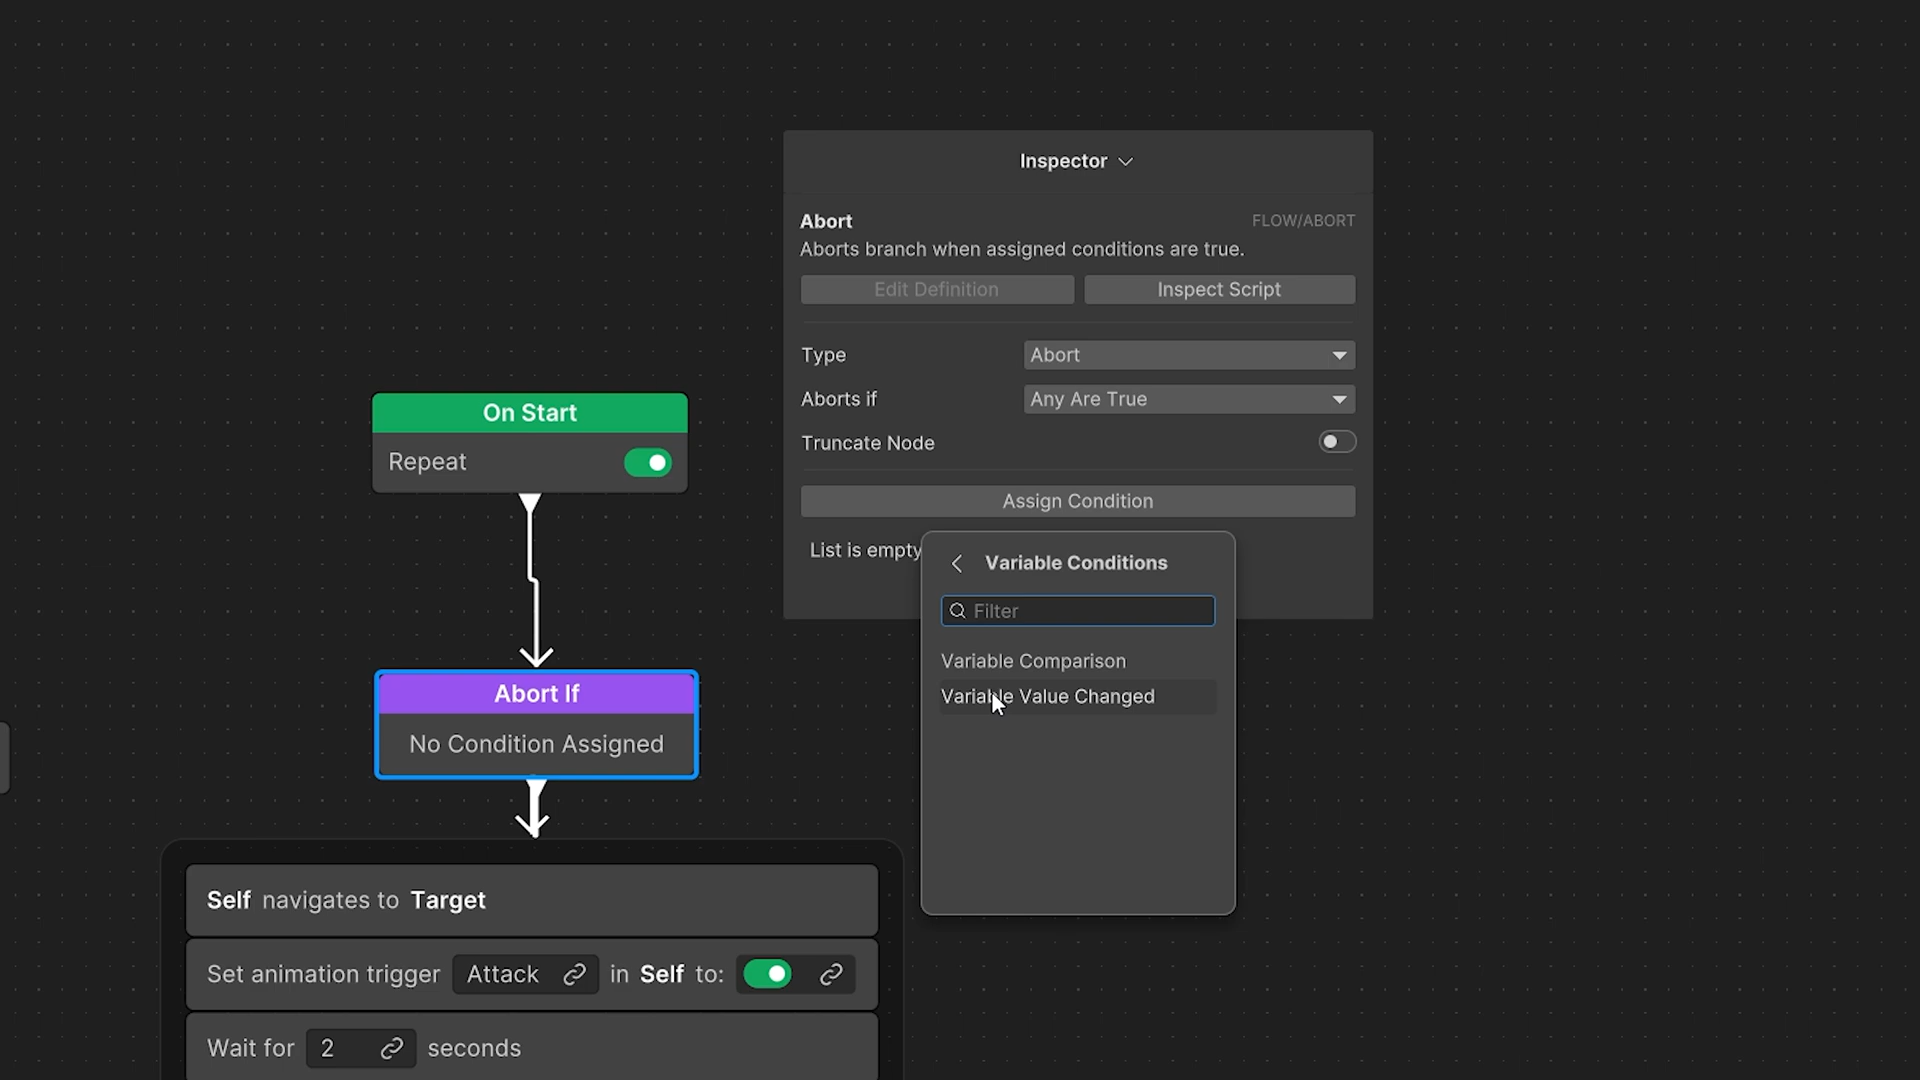 Inspector
Abort FLOW/ABORT
Aborts branch when assigned conditions are true.
Edit Definition Inspect Script
Type Abort
Aborts if Any Are True
Truncate Node
Assign Condition
List is empty
Variable Conditions
Filter
Variable Comparison
Variable Value Changed
On Start
Repeat
Abort If
No Condition Assigned
Self navigates to Target
Set animation trigger Attack in Self to:
Wait for 2 seconds